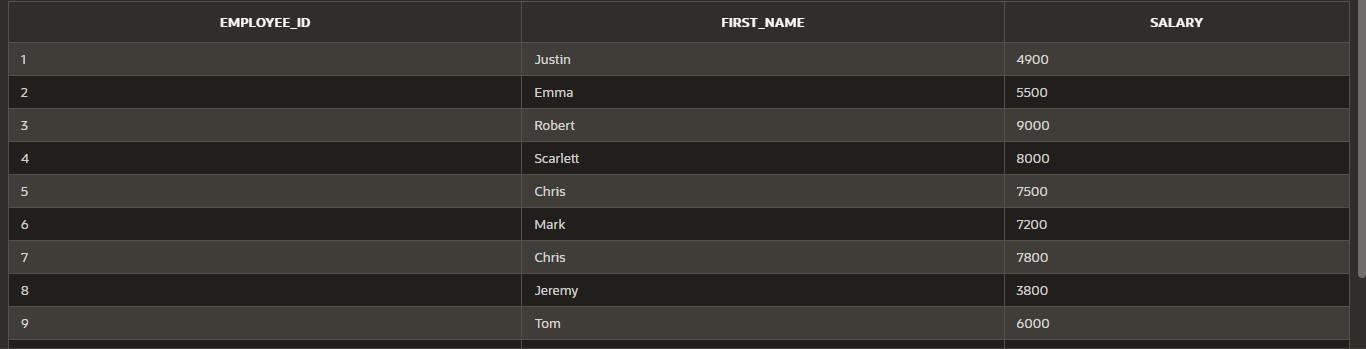 EMPLOYEE_ID FIRST_NAME SALARY
1 Justin 4900
2 Emma 5500
3 Robert 9000
4 Scarlett 8000
5 Chris 7500
6 Mark 7200
7 Chris 7800
8 Jeremy 3800
9 Tom 6000